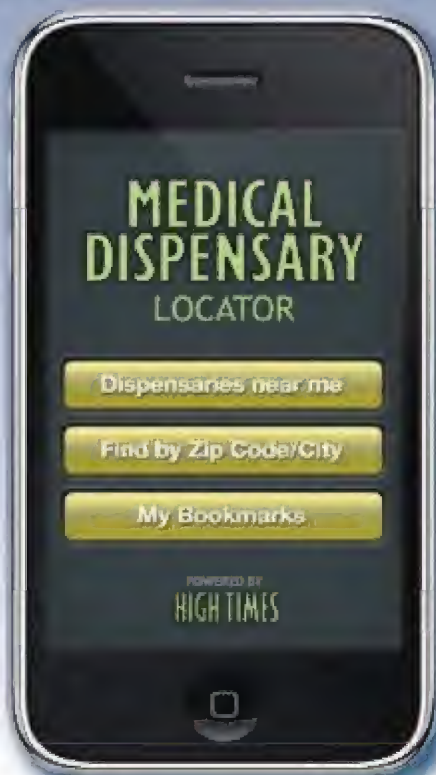 MEDICAL
DISPENSARY
LOCATOR
Dispensaries near me
Find by Zip Code/City
My Bookmarks
POWERED BY
HIGH TIMES